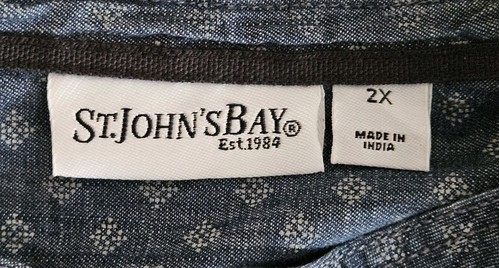 ST.JOHN'SBAY®
Est.1984
2X
MADE IN
INDIA